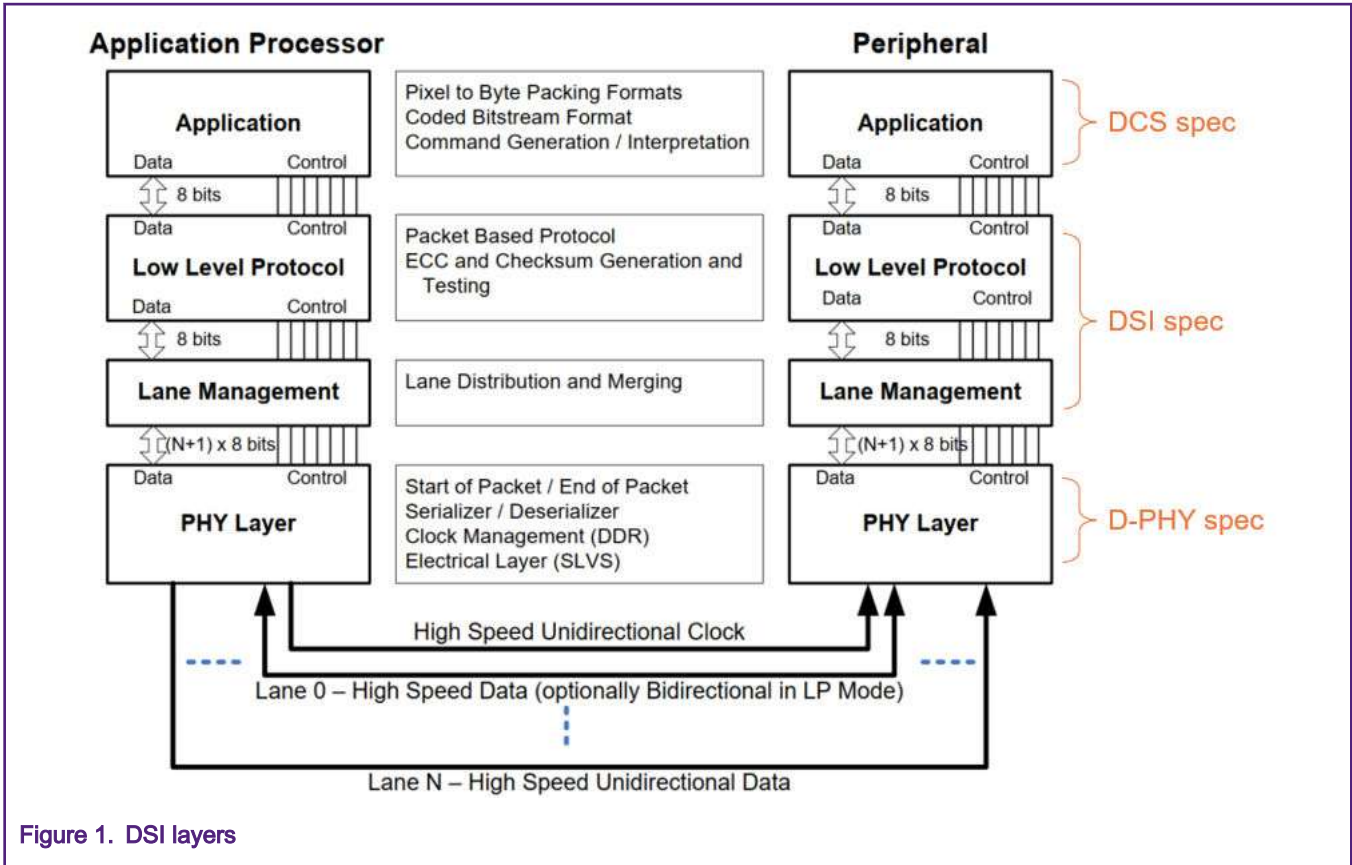 Application Processor
Peripheral
Application
Data Control
8 bits
Pixel to Byte Packing Formats
Coded Bitstream Format
Command Generation / Interpretation
Application
Data Control
8 bits
DCS spec
Data Control
Low Level Protocol
Data Control
8 bits
Packet Based Protocol
ECC and Checksum Generation and
Testing
Data Control
Low Level Protocol
Data Control
8 bits
DSI spec
Lane Management
(N+1) x 8 bits
Lane Distribution and Merging
Lane Management
(N+1) x 8 bits
Data Control
PHY Layer
Start of Packet / End of Packet
Serializer / Deserializer
Clock Management (DDR)
Electrical Layer (SLVS)
Data Control
PHY Layer
D-PHY spec
High Speed Unidirectional Clock
Lane 0 – High Speed Data (optionally Bidirectional in LP Mode)
Lane N – High Speed Unidirectional Data
Figure 1. DSI layers